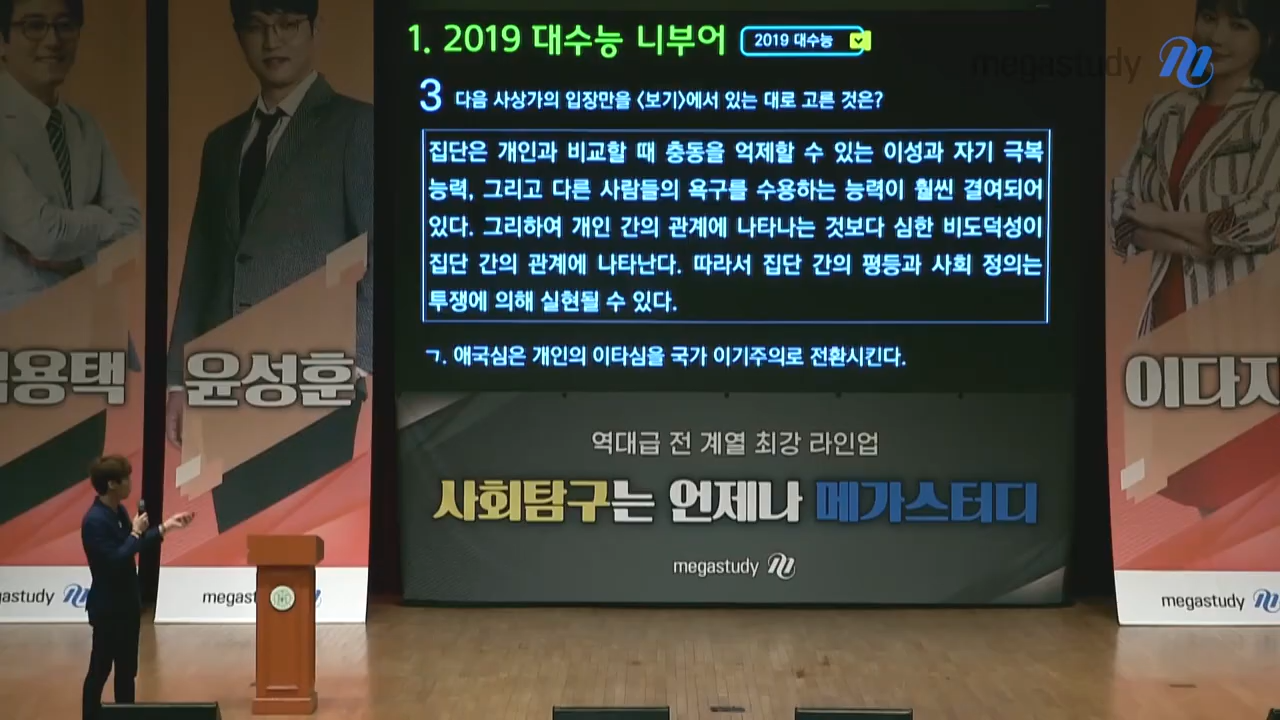 1. 2019 대수능 니부어
2019 대수능
megastudy
3 다음 사상가의 입장만을 <보기>에서 있는 대로 고른 것은?
집단은 개인과 비교할 때 충동을 억제할 수 있는 이성과 자기 극복
능력, 그리고 다른 사람들의 욕구를 수용하는 능력이 훨씬 결여되어
있다. 그리하여 개인 간의 관계에 나타나는 것보다 심한 비도덕성이
집단 간의 관계에 나타난다. 따라서 집단 간의 평등과 사회 정의는
투쟁에 의해 실현될 수 있다.
ㄱ. 애국심은 개인의 이타심을 국가 이기주의로 전환시킨다.
용택
윤성훈
이다지
역대급 전 계열 최강 라인업
사회탐구는 언제나 메가스터디
megastudy
megastudy
megast
megastudy